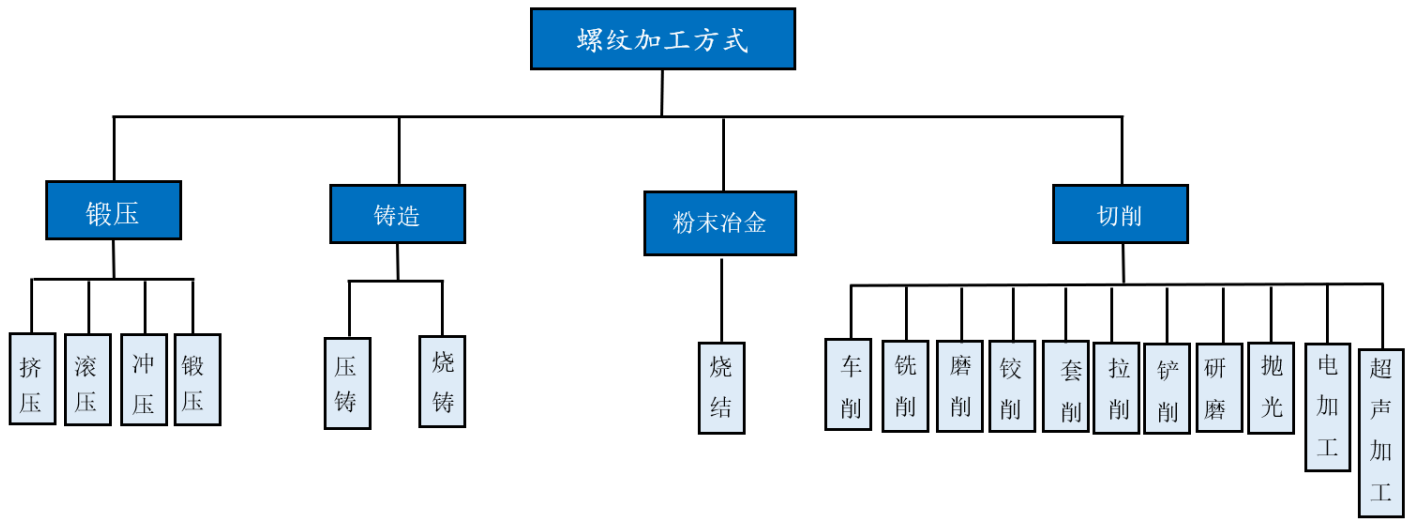 螺纹加工方式
锻压
铸造
粉末冶金
切削
挤压
滚压
冲压
锻压
压铸
烧铸
烧结
车削
铣削
磨削
铰削
套削
拉削
铲削
研磨
抛光
电加工
超声加工